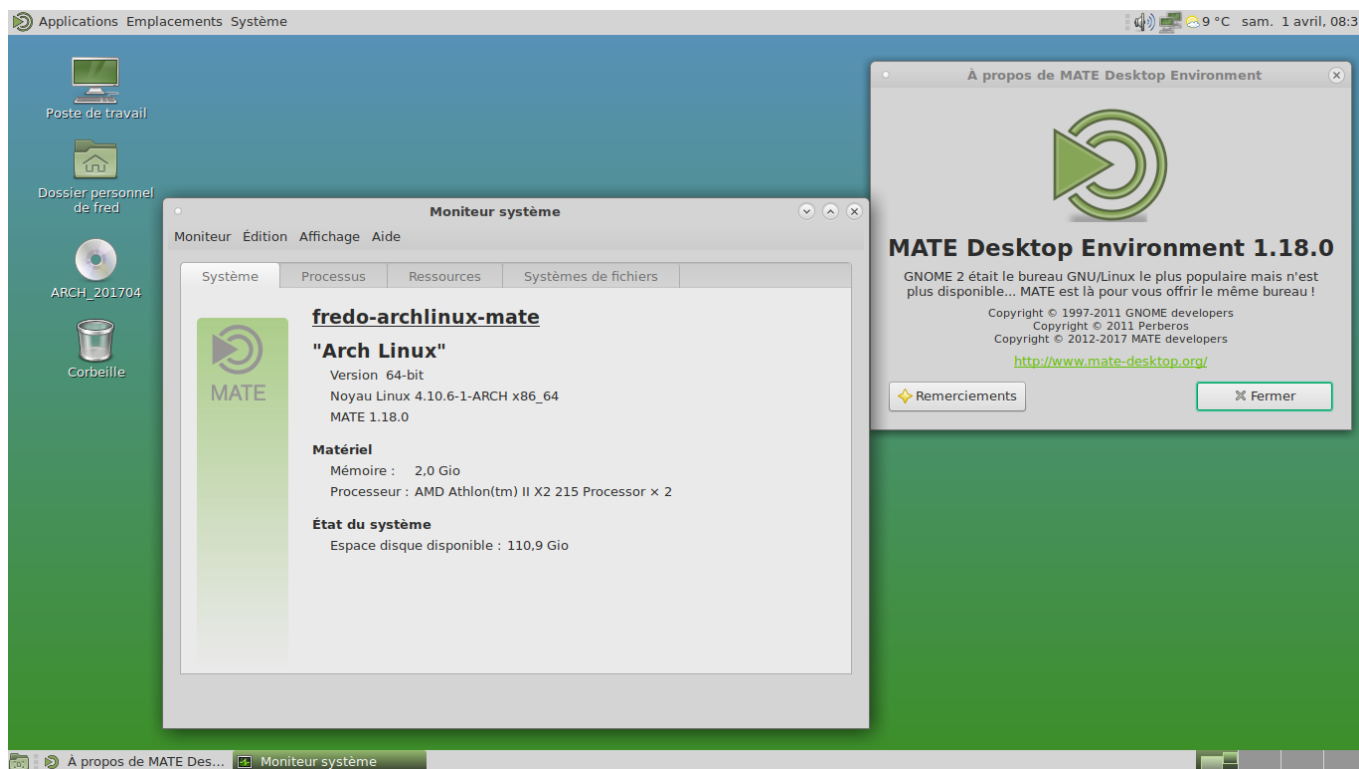 Applications Emplacements Système
9 °C sam. 1 avril, 08:3
Poste de travail
Dossier personnel
de fred
ARCH_201704
Corbeille
Moniteur système
Moniteur Édition Affichage Aide
Système Processus Ressources Systèmes de fichiers
MATE
fredo-archlinux-mate
"Arch Linux"
Version 64-bit
Noyau Linux 4.10.6-1-ARCH x86_64
MATE 1.18.0
Matériel
Mémoire : 2,0 Gio
Processeur : AMD Athlon(tm) II X2 215 Processor × 2
État du système
Espace disque disponible : 110,9 Gio
À propos de MATE Desktop Environment
MATE Desktop Environment 1.18.0
GNOME 2 était le bureau GNU/Linux le plus populaire mais n'est
plus disponible... MATE est là pour vous offrir le même bureau !
Copyright © 1997-2011 GNOME developers
Copyright © 2011 Perberos
Copyright © 2012-2017 MATE developers
http://www.mate-desktop.org/
Remerciements
Fermer
À propos de MATE Des...
Moniteur système